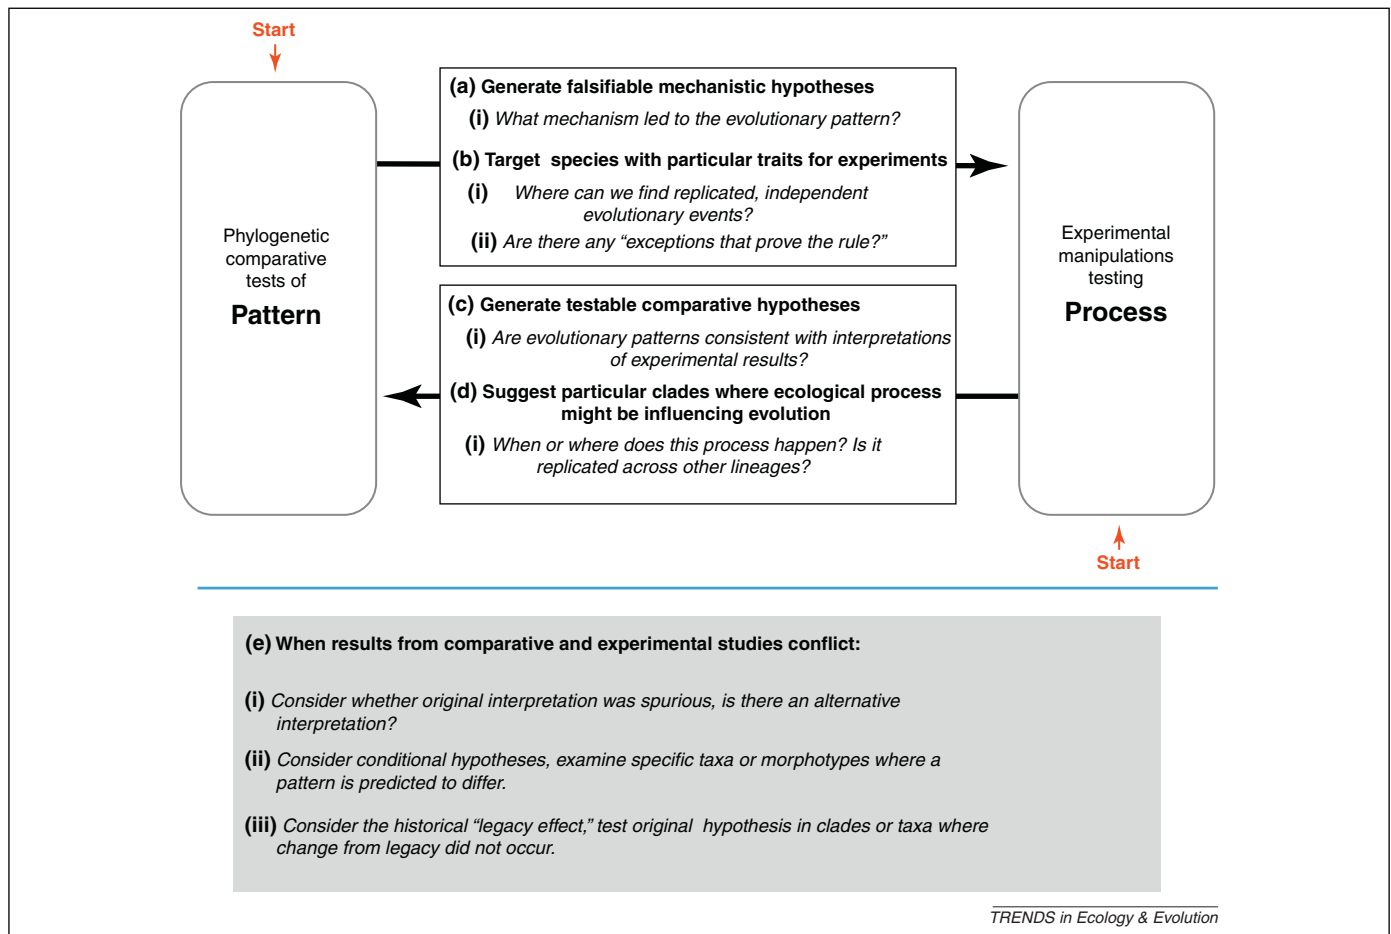 Start
Phylogenetic
comparative
tests of
Pattern
(a) Generate falsifiable mechanistic hypotheses
(i) What mechanism led to the evolutionary pattern?
(b) Target species with particular traits for experiments
(i) Where can we find replicated, independent
evolutionary events?
(ii) Are there any “exceptions that prove the rule?”
(c) Generate testable comparative hypotheses
(i) Are evolutionary patterns consistent with interpretations
of experimental results?
(d) Suggest particular clades where ecological process
might be influencing evolution
(i) When or where does this process happen? Is it
replicated across other lineages?
Experimental
manipulations
testing
Process
Start
(e) When results from comparative and experimental studies conflict:
(i) Consider whether original interpretation was spurious, is there an alternative
interpretation?
(ii) Consider conditional hypotheses, examine specific taxa or morphotypes where a
pattern is predicted to differ.
(iii) Consider the historical “legacy effect,” test original hypothesis in clades or taxa where
change from legacy did not occur.
TRENDS in Ecology & Evolution